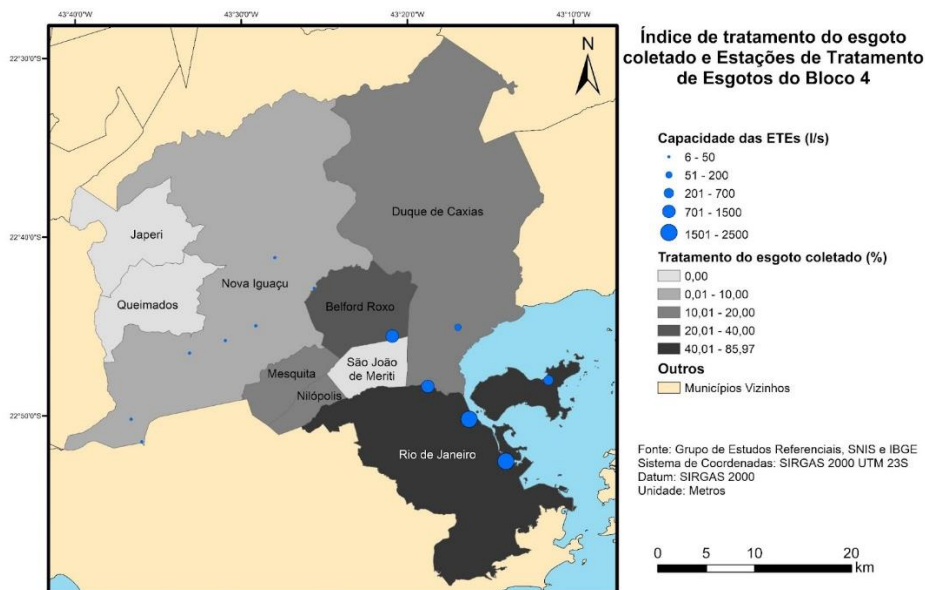 43°40'0"W
43°30'0"W
43°20'0"W
43°10'0"W
22°30'0"S
22°40'0"S
22°50'0"S
N
Duque de Caxias
Japeri
Nova Iguaçu
Queimados
Belford Roxo
São João
de Meriti
Mesquita
Nilópolis
Rio de Janeiro
Índice de tratamento do esgoto
coletado e Estações de Tratamento
de Esgotos do Bloco 4
Capacidade das ETEs (l/s)
6 - 50
51 - 200
201 - 700
701 - 1500
1501 - 2500
Tratamento do esgoto coletado (%)
0,00
0,01 - 10,00
10,01 - 20,00
20,01 - 40,00
40,01 - 85,97
Outros
Municípios Vizinhos
Fonte: Grupo de Estudos Referenciais, SNIS e IBGE
Sistema de Coordenadas: SIRGAS 2000 UTM 23S
Datum: SIRGAS 2000
Unidade: Metros
0 5 10 20
km